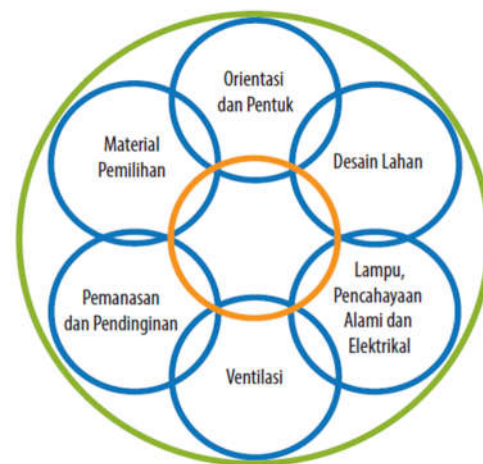 Orientasi
dan Pentuk
Desain Lahan
Lampu,
Pencahayaan
Alami dan
Elektrikal
Ventilasi
Pemanasan
dan Pendinginan
Material
Pemilihan